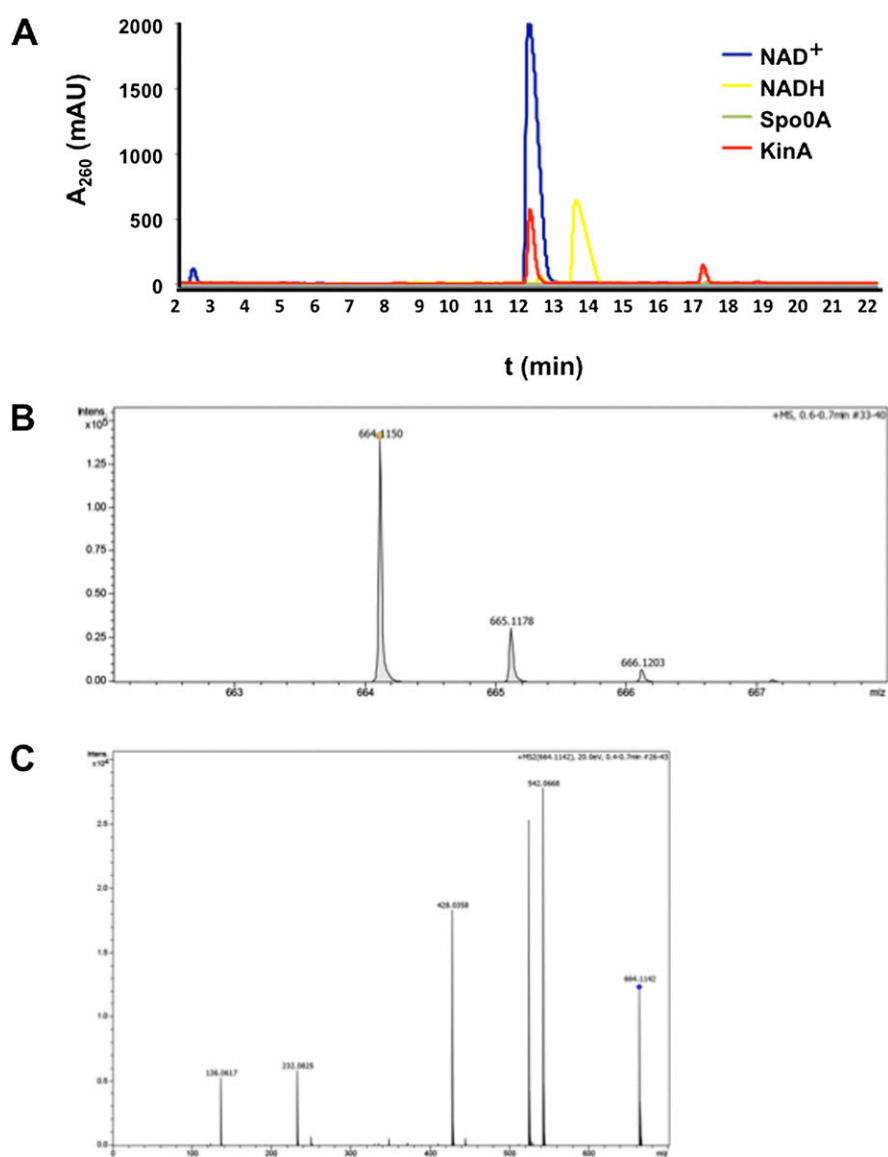 A
2000
1500
1000
500
0
A260 (mAU)
NAD+
NADH
Spo0A
KinA
2 3 4 5 6 7 8 9 10 11 12 13 14 15 16 17 18 19 20 21 22
t (min)
B
Intens.
+MS, 0.6-0.7min #33-40
664.1150
1.25
1.00
0.75
0.50
665.1178
0.25
666.1203
0.00
663 664 665 666 667 m/z
C
Intens.
+MS2(664.1142), 20.0eV, 0.4-0.7min #26-43
542.0668
2.5
2.0
428.0358
1.5
664.1142
1.0
136.0617 232.0825
0.5
0.0
0 100 200 300 400 500 600 m/z